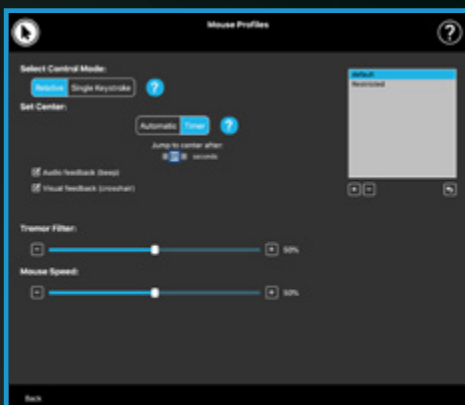 Mouse Profiles
?
Select Control Mode:
Relative Single Keystroke ?
default
Restricted
Set Center:
Automatic Timer ?
Jump to center after:
seconds
Audio feedback (beep)
Visual feedback (crosshair)
Tremor Filter:
50%
Mouse Speed:
50%
Back